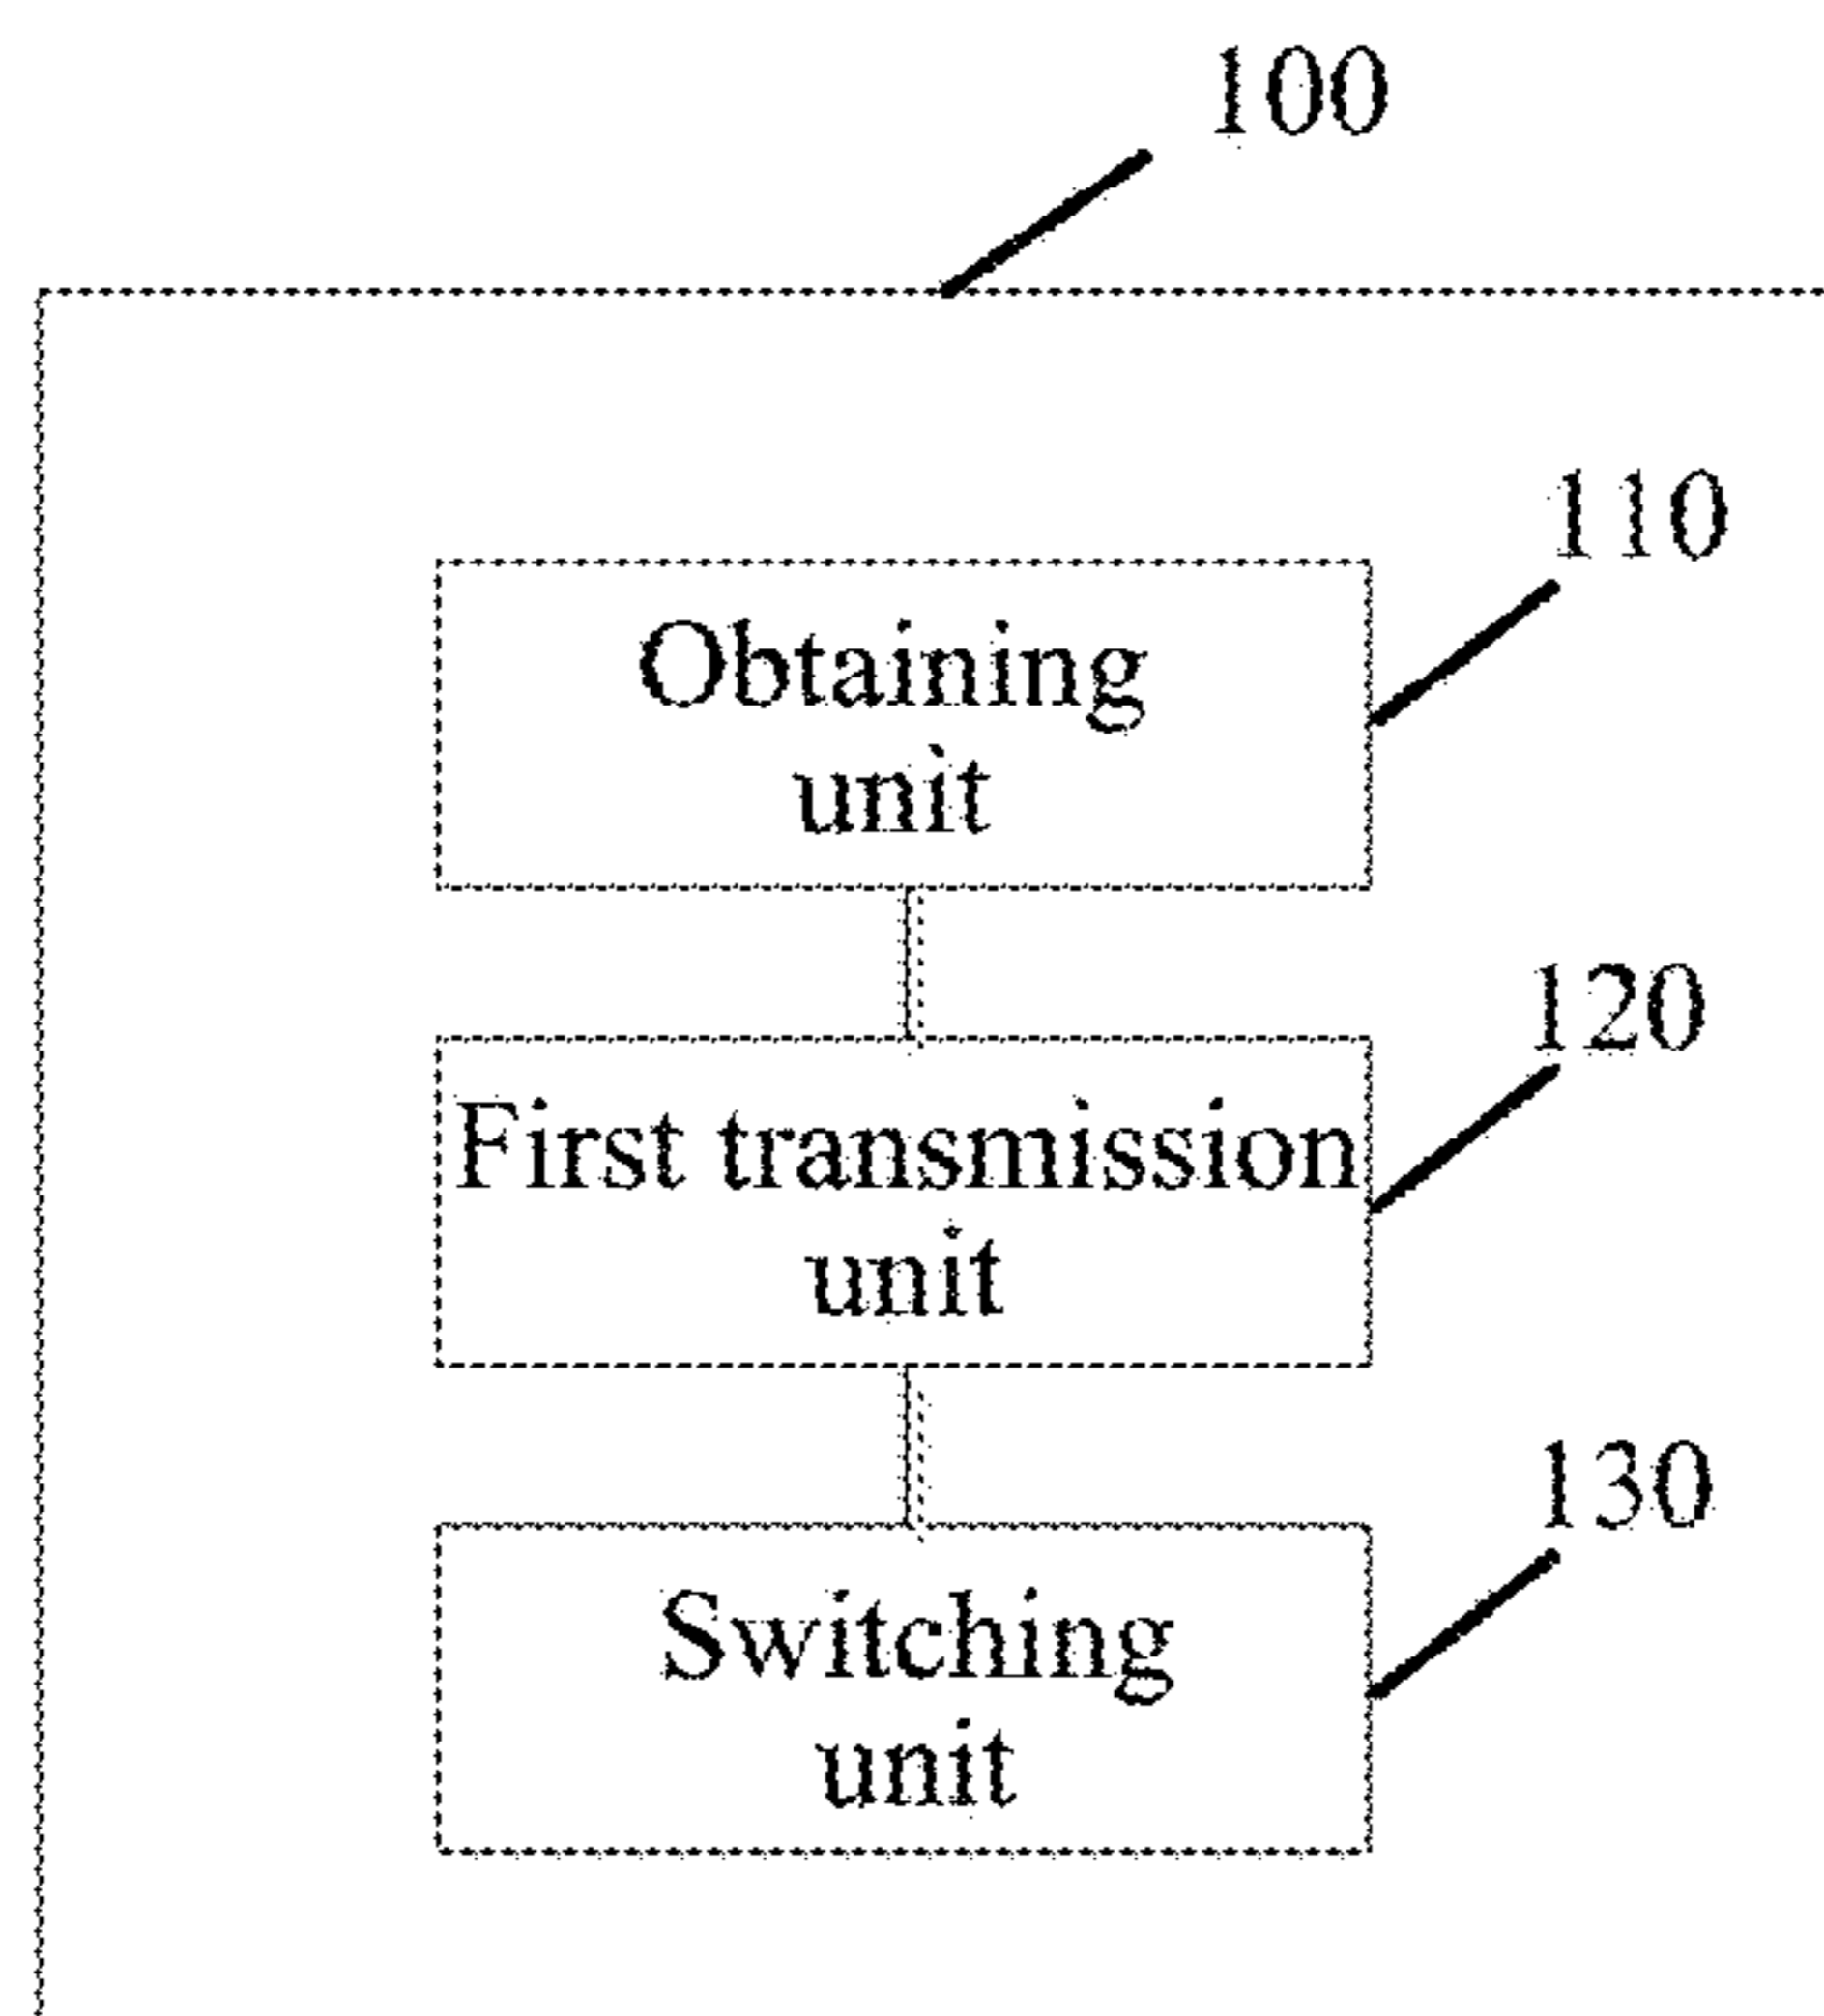 100
110
Obtaining
unit
120
First transmission
unit
130
Switching
unit